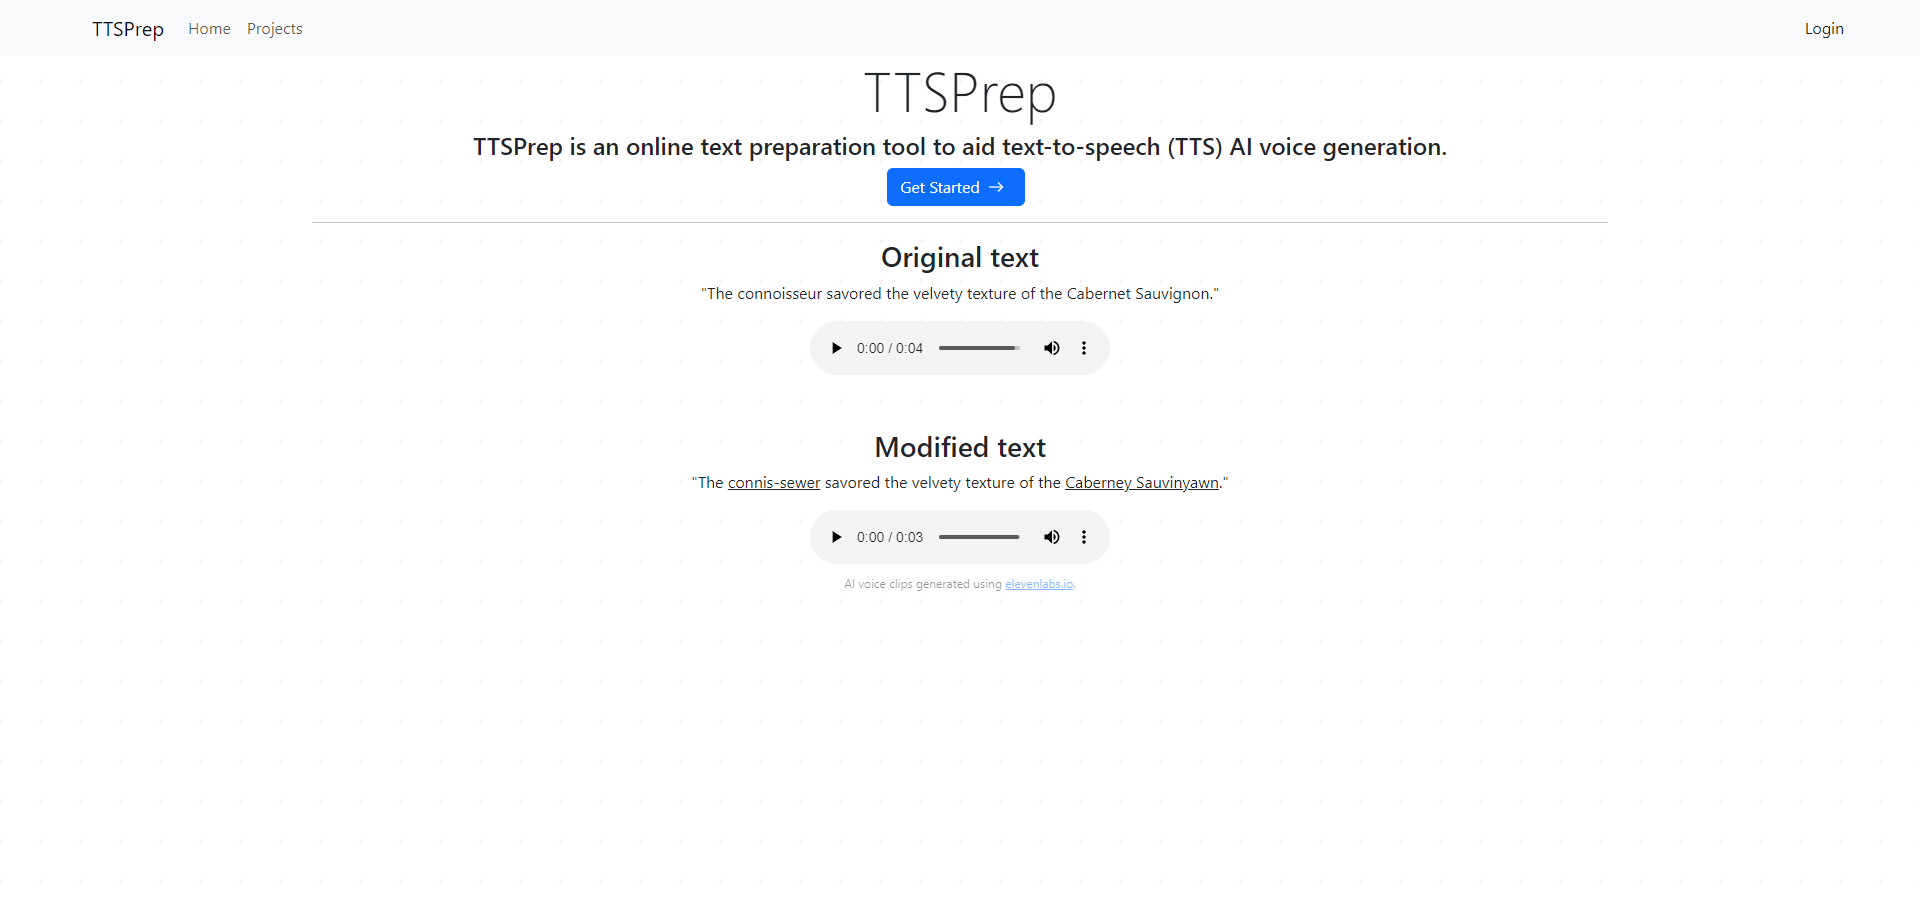 TTSPrep Home Projects Login
TTSPrep
TTSPrep is an online text preparation tool to aid text-to-speech (TTS) AI voice generation.
Get Started →
Original text
"The connoisseur savored the velvety texture of the Cabernet Sauvignon."
0:00 / 0:04
Modified text
"The connis-sewer savored the velvety texture of the Caberney Sauvinyawn."
0:00 / 0:03
AI voice clips generated using elevenlabs.io.